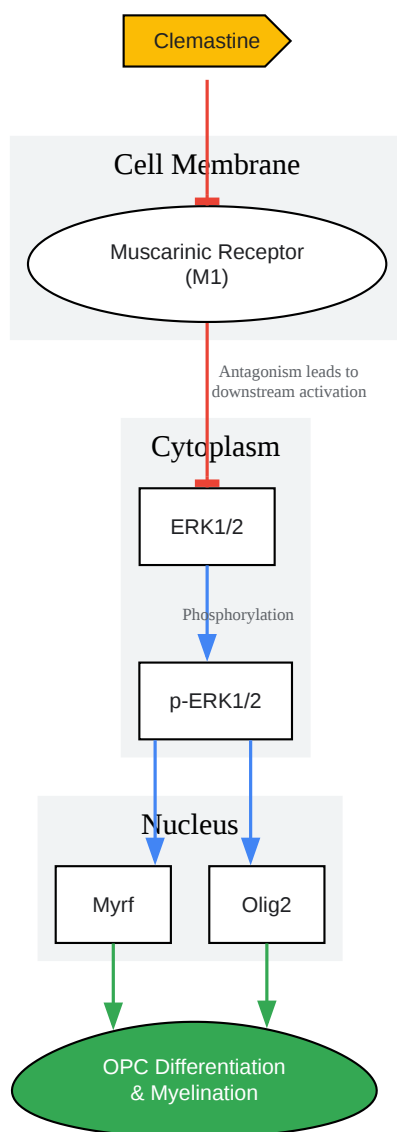 Clemastine
Cell Membrane
Muscarinic Receptor
(M1)
Antagonism leads to
downstream activation
Cytoplasm
ERK1/2
Phosphorylation
p-ERK1/2
Nucleus
Myrf
Olig2
OPC Differentiation
& Myelination